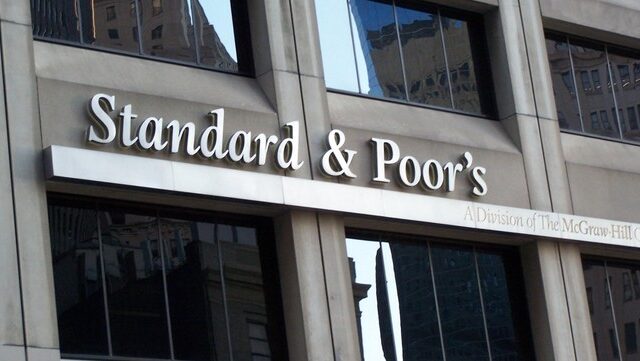 Standard & Poor's
A Division of The McGraw-Hill